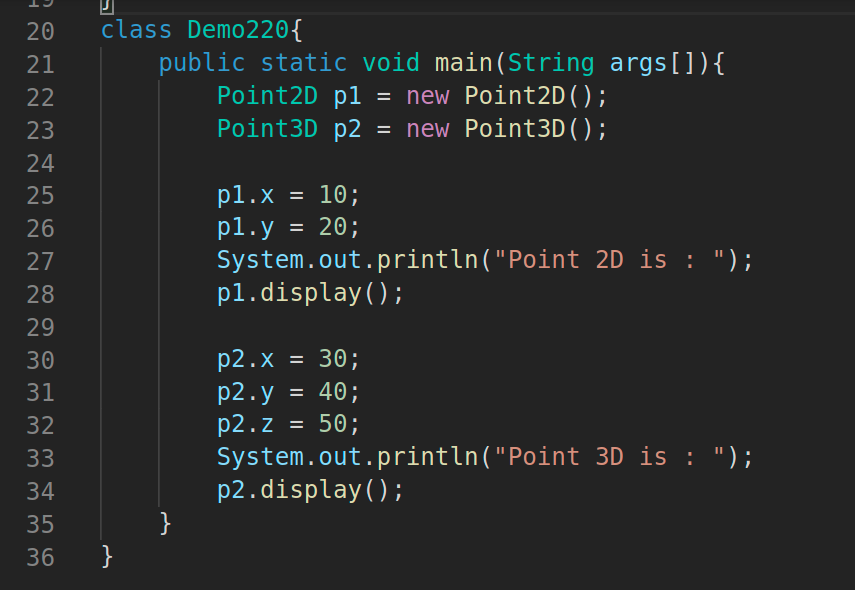 19 }
20 class Demo220{
21 public static void main(String args[]){
22 Point2D p1 = new Point2D();
23 Point3D p2 = new Point3D();
24
25 p1.x = 10;
26 p1.y = 20;
27 System.out.println("Point 2D is : ");
28 p1.display();
29
30 p2.x = 30;
31 p2.y = 40;
32 p2.z = 50;
33 System.out.println("Point 3D is : ");
34 p2.display();
35 }
36 }